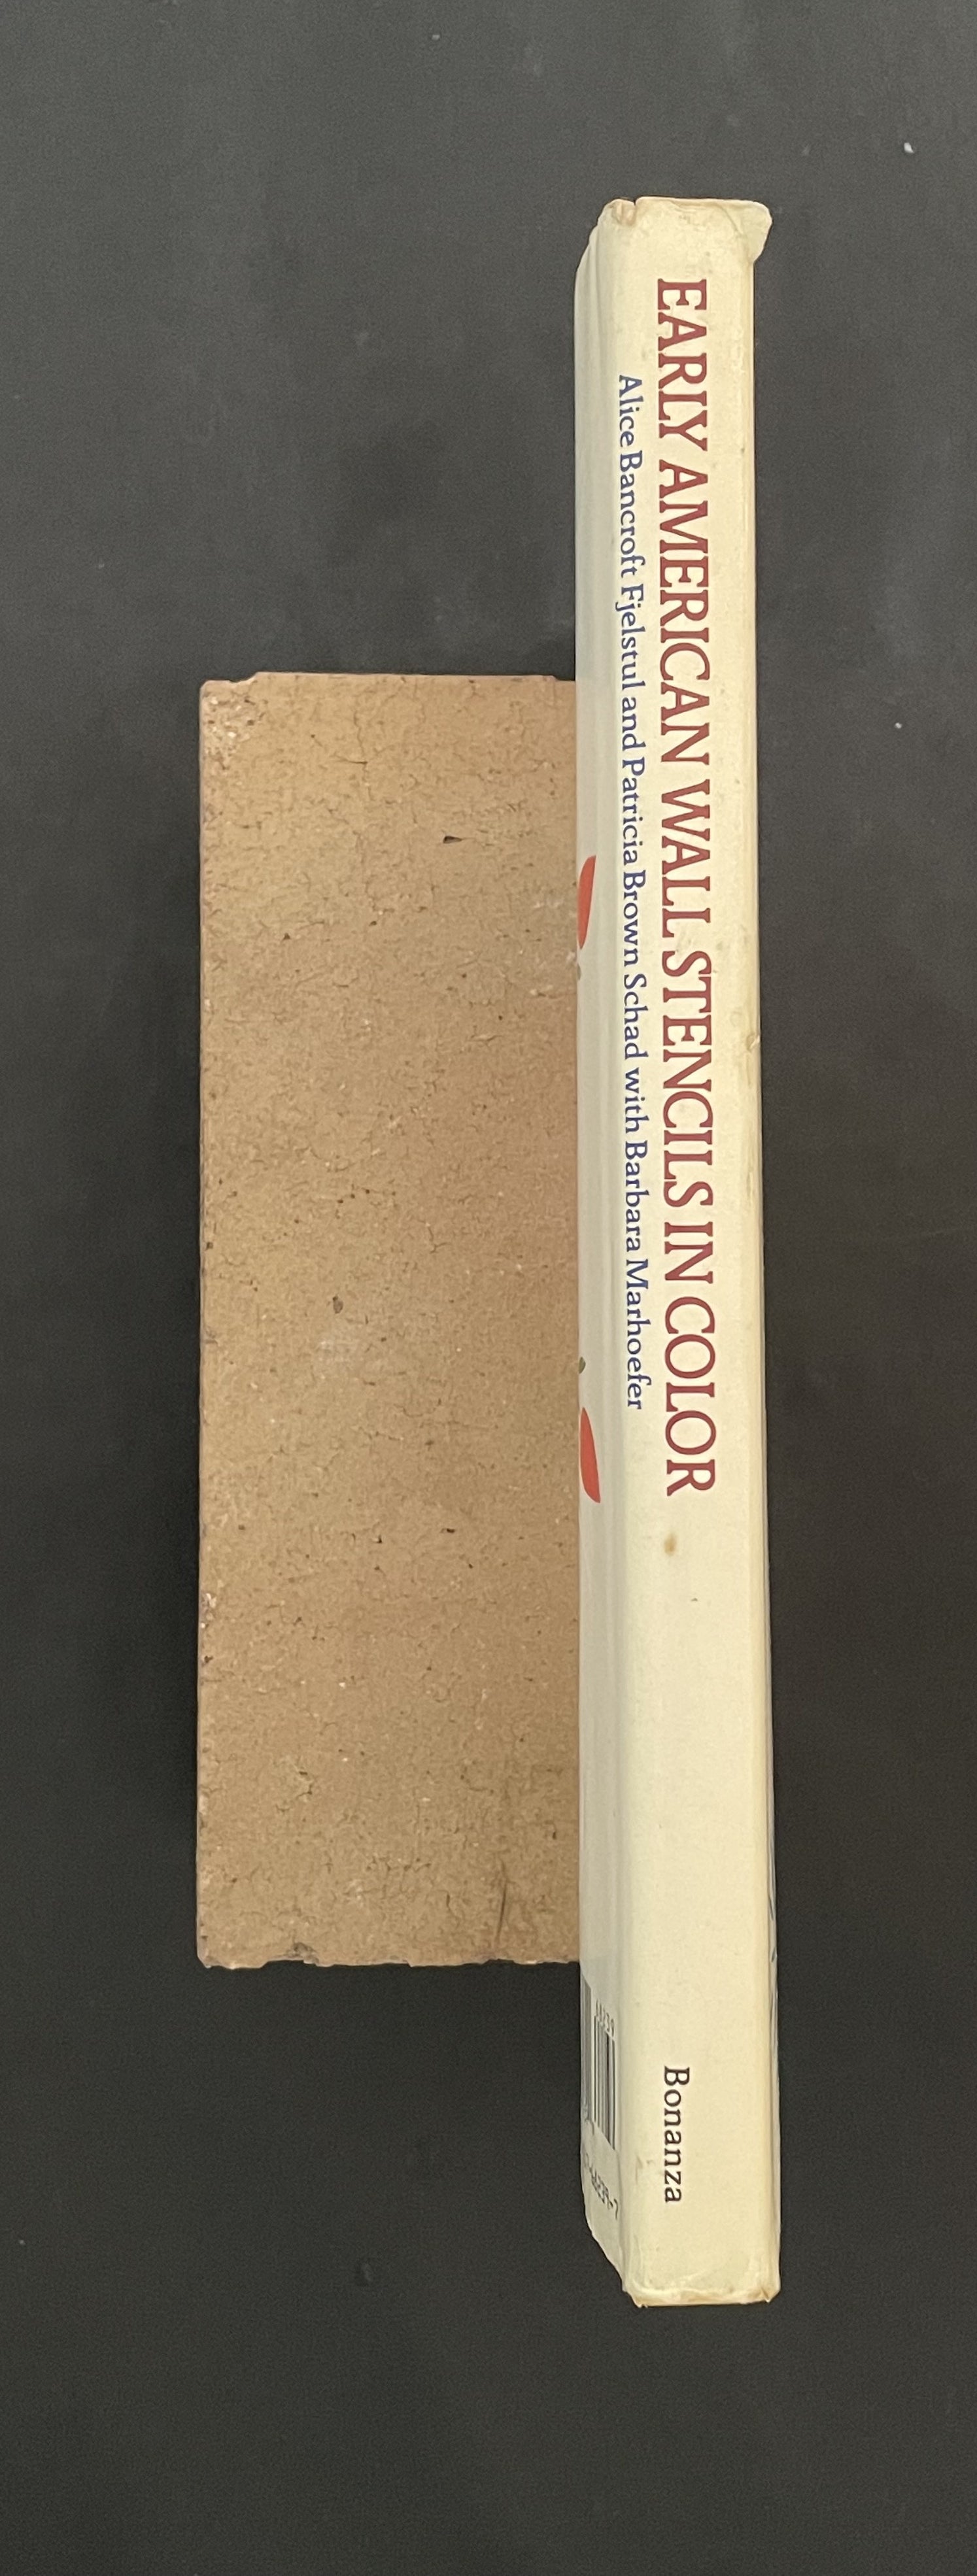 EARLY AMERICAN WALL STENCILS IN COLOR
Alice Bancroft Fjelstul and Patricia Brown Schad with Barbara Marhoefer
Bonanza